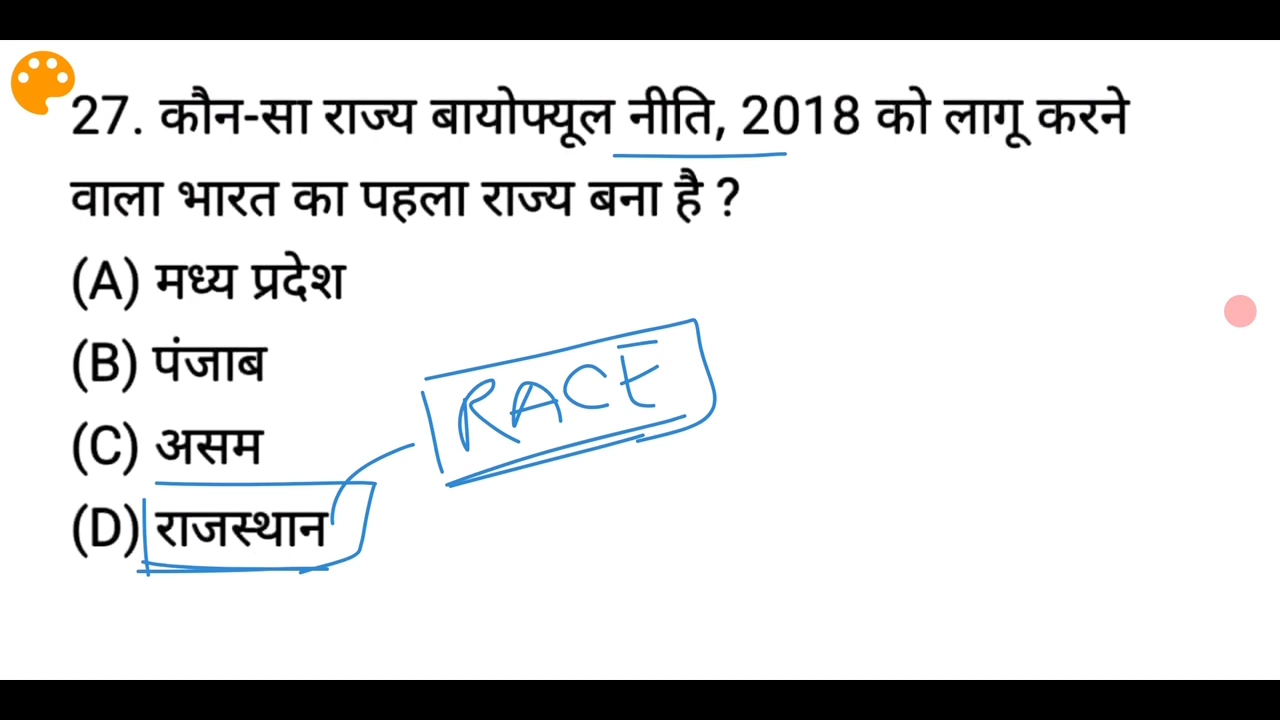 27. कौन-सा राज्य बायोफ्यूल नीति, 2018 को लागू करने
वाला भारत का पहला राज्य बना है ?
(A) मध्य प्रदेश
(B) पंजाब
(C) असम
(D) राजस्थान
RACE